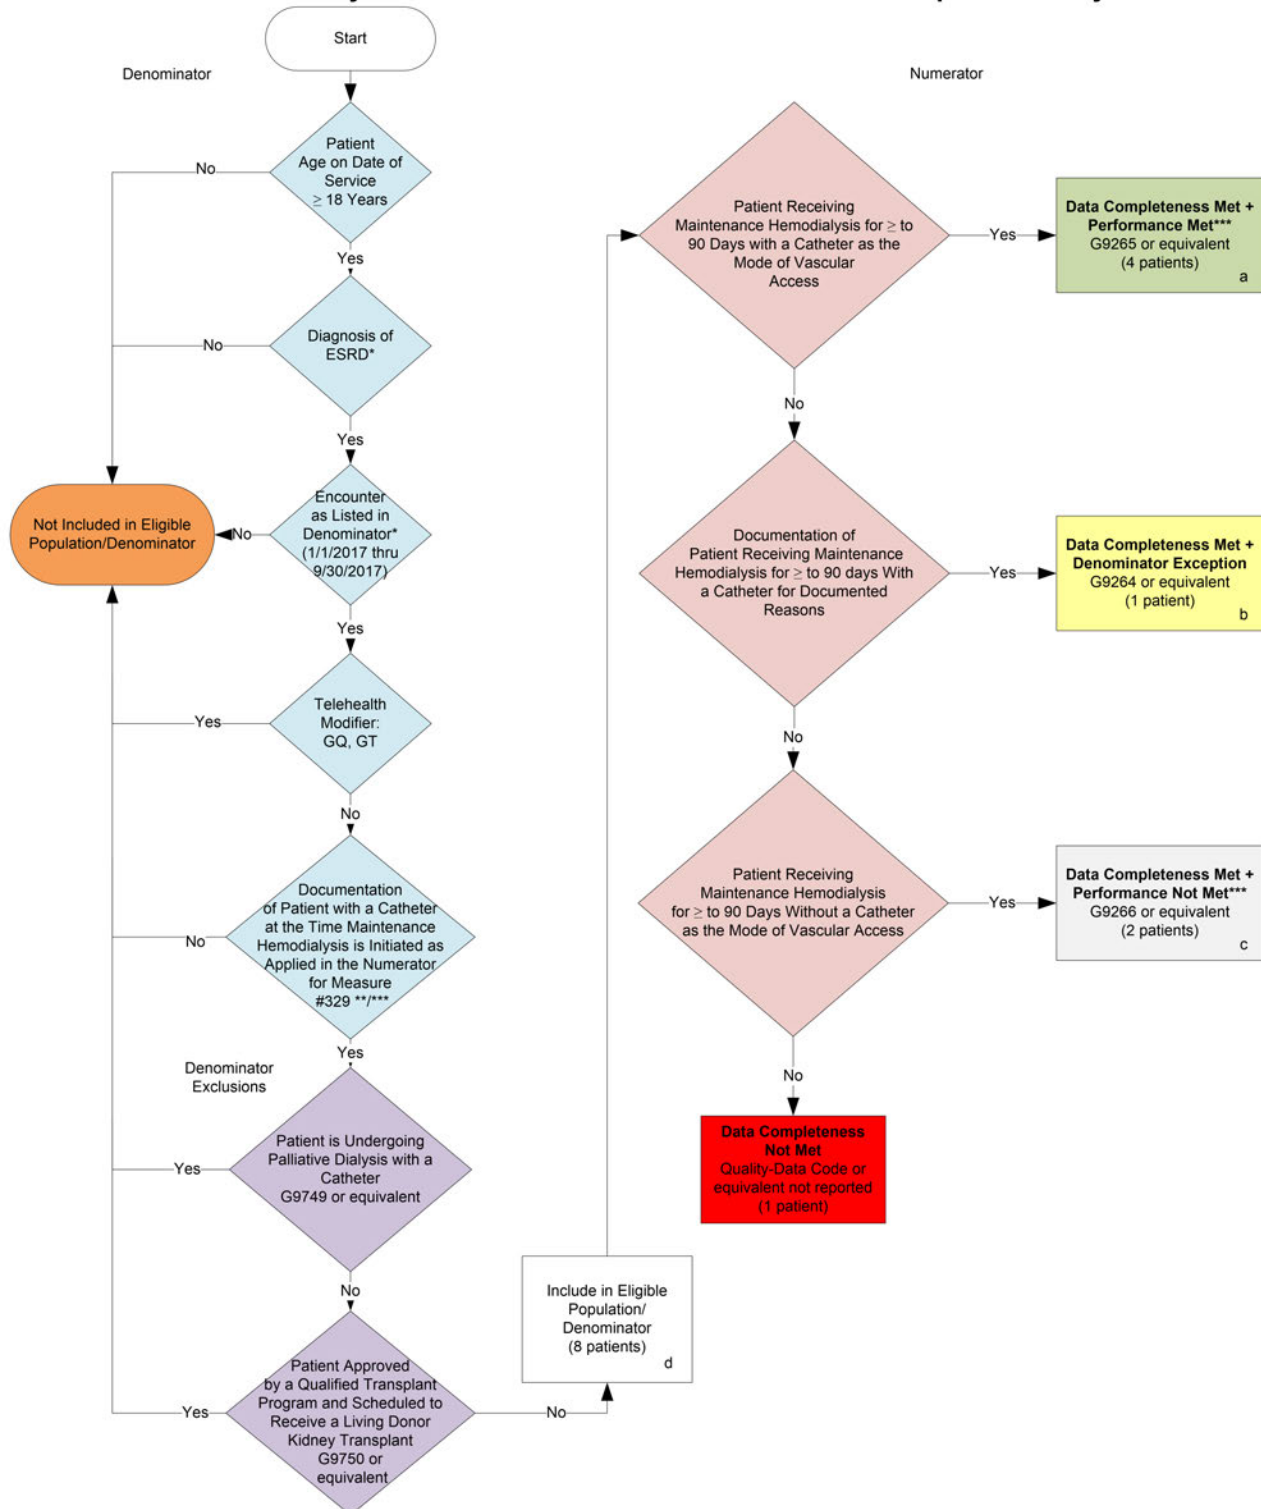 Start
Denominator
Patient
Age on Date of
Service
≥ 18 Years
No
Yes
Diagnosis of
ESRD*
No
Yes
Encounter
as Listed in
Denominator*
(1/1/2017 thru
9/30/2017)
No
Not Included in Eligible
Population/Denominator
Yes
Telehealth
Modifier:
GQ, GT
Yes
No
Documentation
of Patient with a Catheter
at the Time Maintenance
Hemodialysis is Initiated as
Applied in the Numerator
for Measure
#329 **/***
No
Yes
Denominator
Exclusions
Patient is Undergoing
Palliative Dialysis with a
Catheter
G9749 or equivalent
Yes
No
Patient Approved
by a Qualified Transplant
Program and Scheduled to
Receive a Living Donor
Kidney Transplant
G9750 or
equivalent
Yes
No
Include in Eligible
Population/
Denominator
(8 patients)
d
Numerator
Patient Receiving
Maintenance Hemodialysis for ≥ to
90 Days with a Catheter as the
Mode of Vascular
Access
Yes
Data Completeness Met +
Performance Met***
G9265 or equivalent
(4 patients)
a
No
Documentation of
Patient Receiving Maintenance
Hemodialysis for ≥ to 90 days With
a Catheter for Documented
Reasons
Yes
Data Completeness Met +
Denominator Exception
G9264 or equivalent
(1 patient)
b
No
Patient Receiving
Maintenance Hemodialysis
for ≥ to 90 Days Without a Catheter
as the Mode of Vascular Access
Yes
Data Completeness Met +
Performance Not Met***
G9266 or equivalent
(2 patients)
c
No
Data Completeness
Not Met
Quality-Data Code or
equivalent not reported
(1 patient)